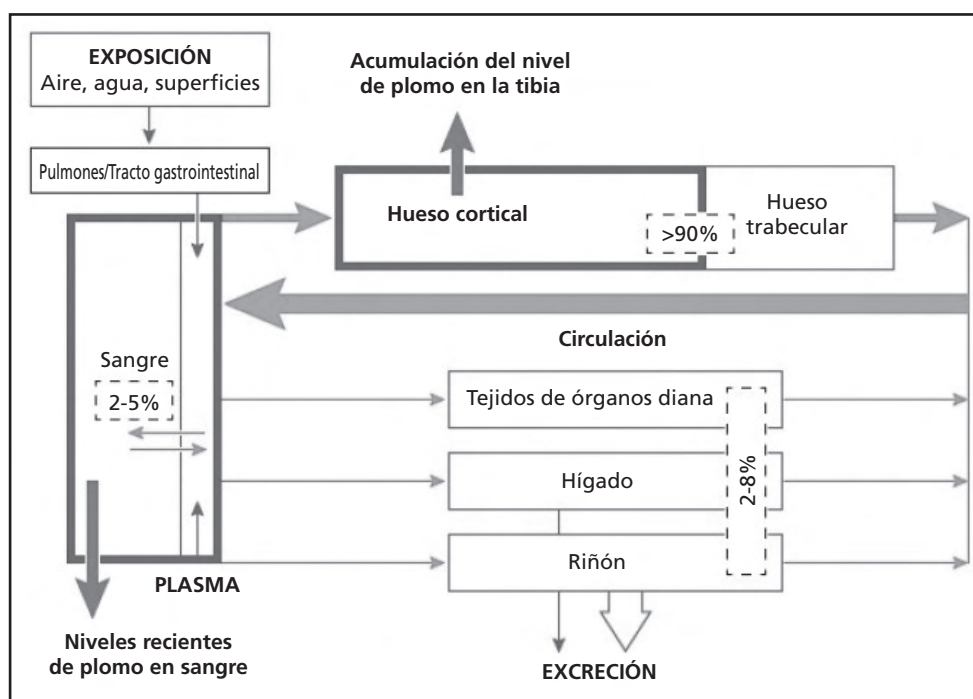 EXPOSICIÓN
Aire, agua, superficies
Pulmones/Tracto gastrointestinal
Acumulación del nivel
de plomo en la tibia
Hueso cortical
>90%
Hueso
trabecular
Circulación
Sangre
2-5%
Tejidos de órganos diana
Hígado
2-8%
Riñón
PLASMA
Niveles recientes
de plomo en sangre
EXCRECIÓN